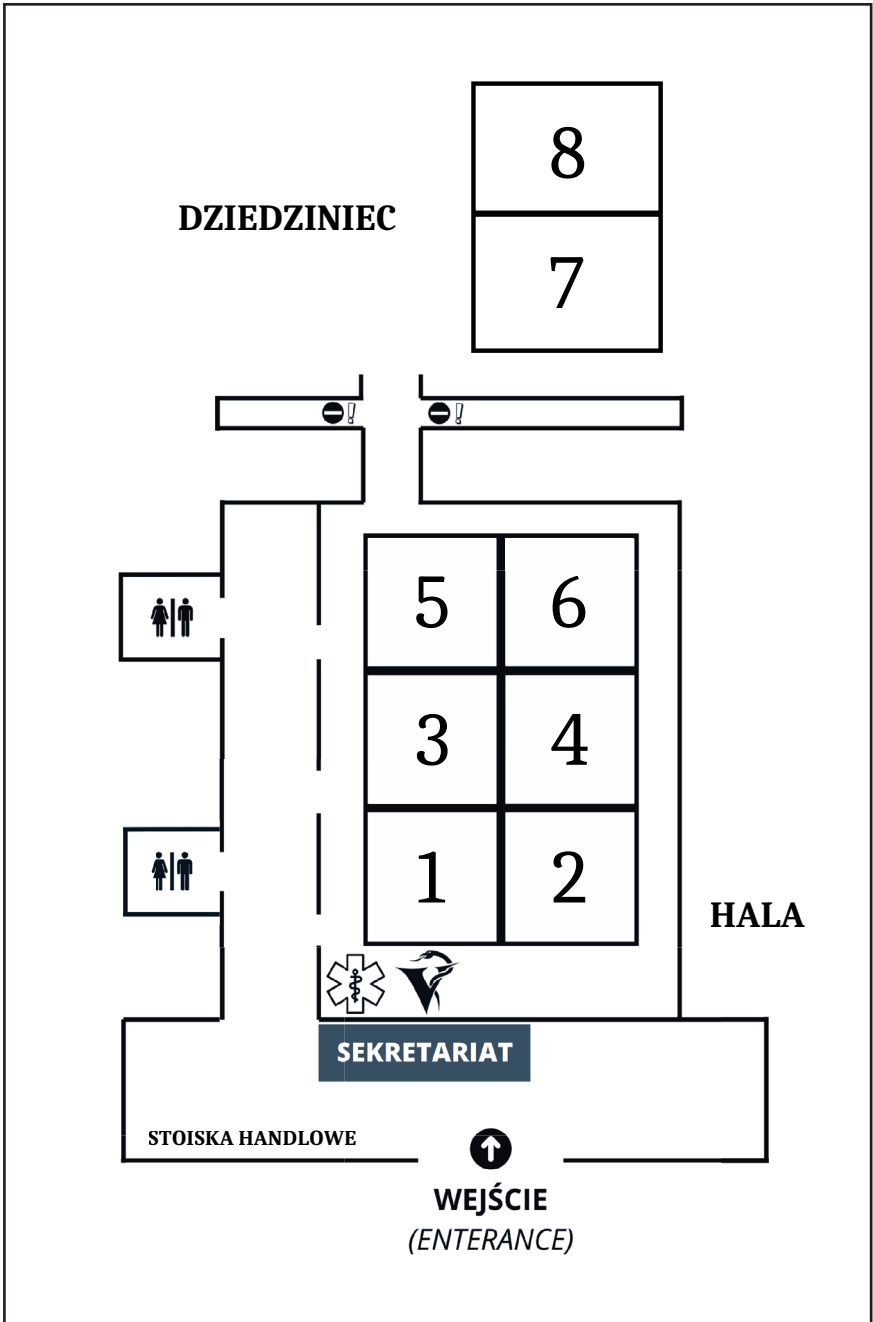 8
DZIEDZINIEC
7
!
!
5 6
3 4
1 2
HALA
SEKRETARIAT
STOISKA HANDLOWE
WEJŚCIE
(ENTERANCE)